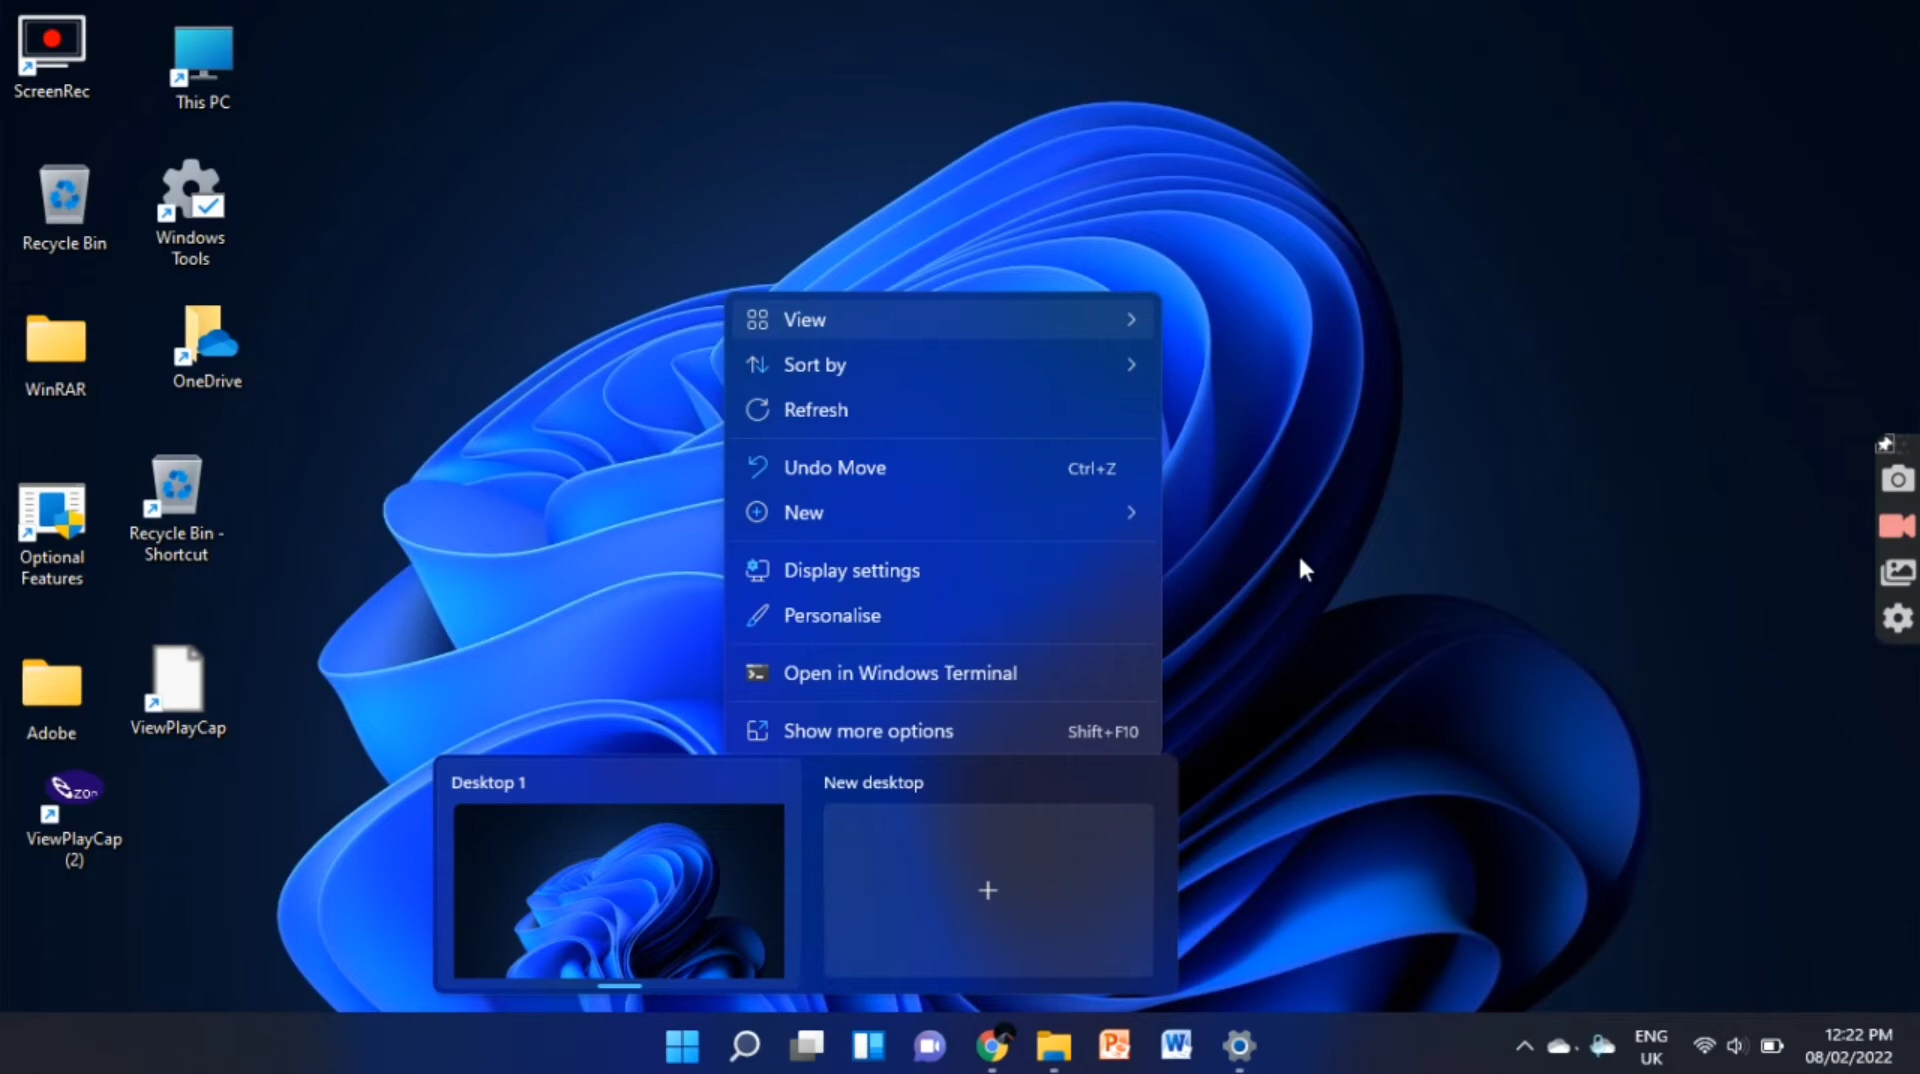 ScreenRec
This PC
Recycle Bin
Windows
Tools
WinRAR
OneDrive
Optional
Features
Recycle Bin -
Shortcut
Adobe
ViewPlayCap
ezon
ViewPlayCap
(2)
View
Sort by
Refresh
Undo Move Ctrl+Z
New
Display settings
Personalise
Open in Windows Terminal
Show more options Shift+F10
Desktop 1 New desktop
ENG
UK
12:22 PM
08/02/2022